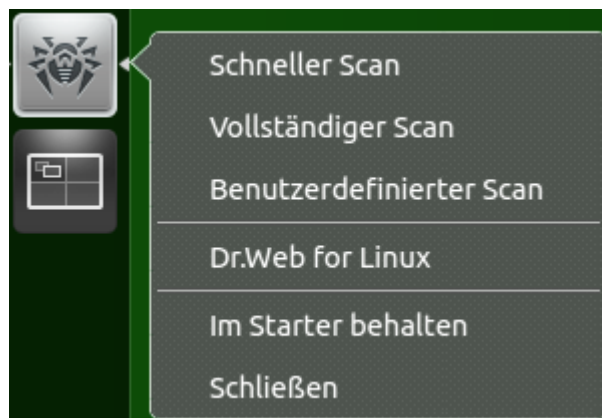 Schneller Scan
Vollständiger Scan
Benutzerdefinierter Scan
Dr.Web for Linux
Im Starter behalten
Schließen